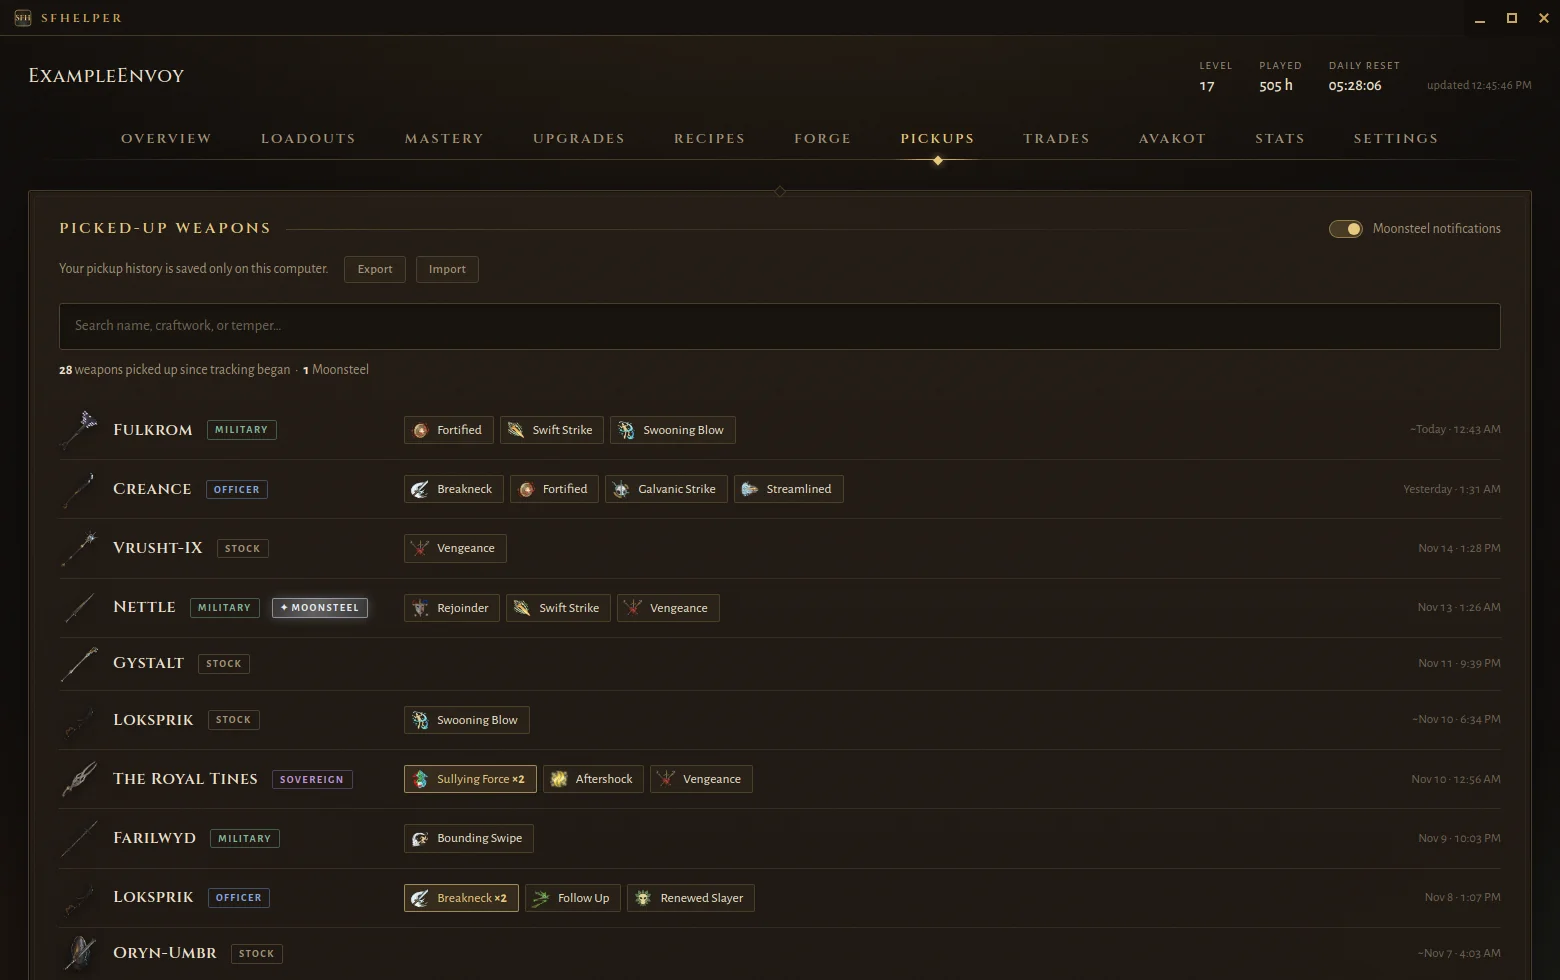 SFH SFHELPER
ExampleEnvoy
LEVEL PLAYED DAILY RESET
17 505 h 05:28:06 updated 12:45:46 PM
OVERVIEW LOADOUTS MASTERY UPGRADES RECIPES FORGE PICKUPS TRADES AVAKOT STATS SETTINGS
PICKED-UP WEAPONS Moonsteel notifications
Your pickup history is saved only on this computer. Export Import
Search name, craftwork, or temper...
28 weapons picked up since tracking began · 1 Moonsteel
Fulkrom MILITARY Fortified Swift Strike Swooning Blow ~Today · 12:43 AM
Creance OFFICER Breakneck Fortified Galvanic Strike Streamlined Yesterday · 1:31 AM
Vrusht-IX STOCK Vengeance Nov 14 · 1:28 PM
Nettle MILITARY ✦ MOONSTEEL Rejoinder Swift Strike Vengeance Nov 13 · 1:26 AM
Gystalt STOCK Nov 11 · 9:39 PM
Loksprik STOCK Swooning Blow ~Nov 10 · 6:34 PM
The Royal Tines SOVEREIGN Sullying Force ×2 Aftershock Vengeance Nov 10 · 12:56 AM
Farilwyd MILITARY Bounding Swipe Nov 9 · 10:03 PM
Loksprik OFFICER Breakneck ×2 Follow Up Renewed Slayer Nov 8 · 1:07 PM
Oryn-Umbr STOCK ~Nov 7 · 4:03 AM